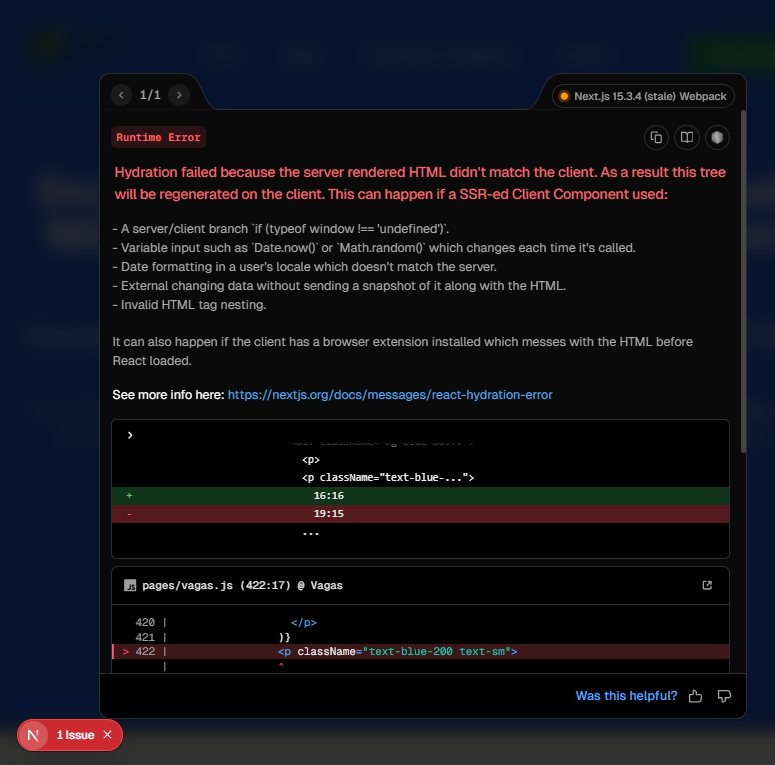 1/1
Next.js 15.3.4 (stale) Webpack
Runtime Error
Hydration failed because the server rendered HTML didn't match the client. As a result this tree
will be regenerated on the client. This can happen if a SSR-ed Client Component used:
- A server/client branch `if (typeof window !== 'undefined')`.
- Variable input such as `Date.now()` or `Math.random()` which changes each time it's called.
- Date formatting in a user's locale which doesn't match the server.
- External changing data without sending a snapshot of it along with the HTML.
- Invalid HTML tag nesting.
It can also happen if the client has a browser extension installed which messes with the HTML before
React loaded.
See more info here: https://nextjs.org/docs/messages/react-hydration-error
<p>
<p className="text-blue-...">
+ 16:16
- 19:15
...
JS pages/vagas.js (422:17) @ Vagas
420 | </p>
421 | )}
> 422 | <p className="text-blue-200 text-sm">
| ^
Was this helpful?
N 1 Issue ×